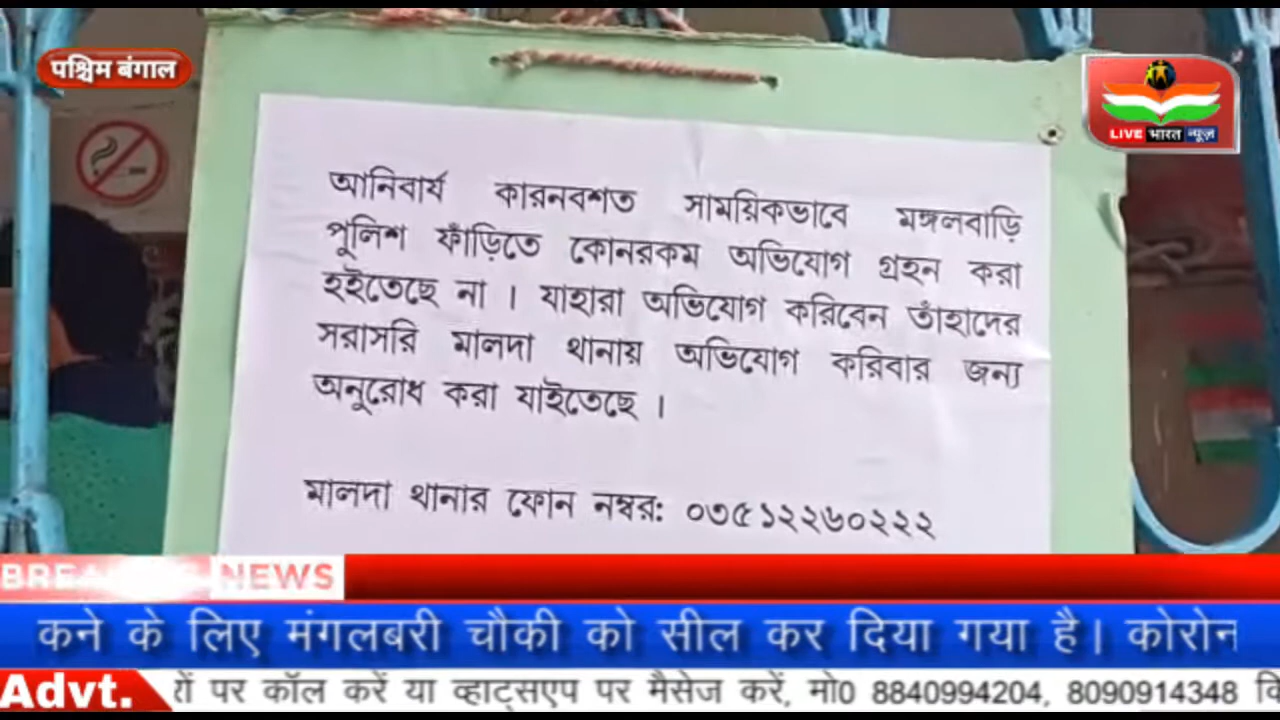 पश्चिम बंगाल
LIVE भारत न्यूज़
আনিবার্য কারনবশত সাময়িকভাবে মঙ্গলবাড়ি
পুলিশ ফাঁড়িতে কোনরকম অভিযোগ গ্রহন করা
হইতেছে না । যাহারা অভিযোগ করিবেন তাঁহাদের
সরাসরি মালদা থানায় অভিযোগ করিবার জন্য
অনুরোধ করা যাইতেছে ।
মালদা থানার ফোন নম্বর: ০৩৫১২২৬০২২২
BREAKING NEWS
कने के लिए मंगलबरी चौकी को सील कर दिया गया है। कोरोन
Advt.
पर कॉल करें या व्हाट्सएप पर मैसेज करें, मो0 8840994204, 8090914348